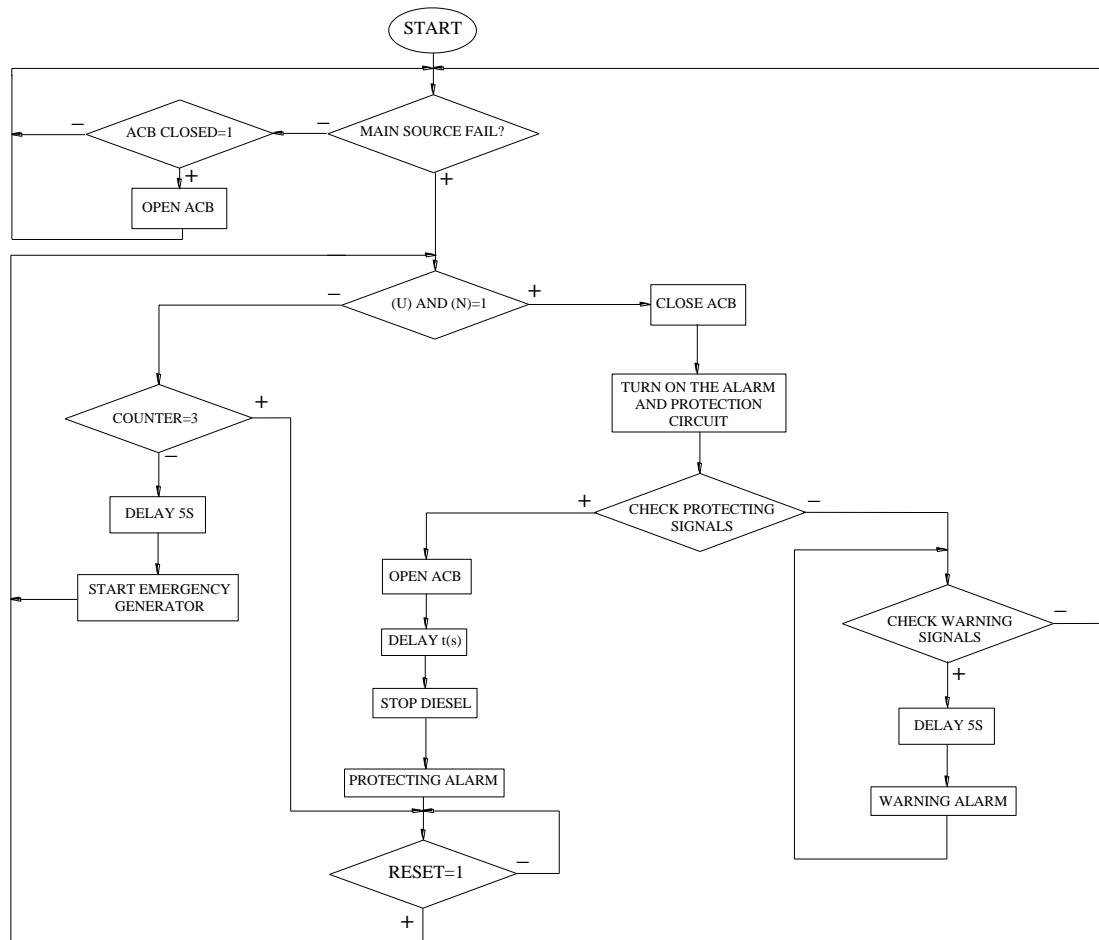 START
−
ACB CLOSED=1
−
MAIN SOURCE FAIL?
+
+
OPEN ACB
−
(U) AND (N)=1
+
CLOSE ACB
TURN ON THE ALARM
AND PROTECTION
CIRCUIT
COUNTER=3
+
−
DELAY 5S
START EMERGENCY
GENERATOR
+
CHECK PROTECTING
SIGNALS
−
OPEN ACB
DELAY t(s)
STOP DIESEL
PROTECTING ALARM
CHECK WARNING
SIGNALS
−
+
DELAY 5S
WARNING ALARM
RESET=1
−
+